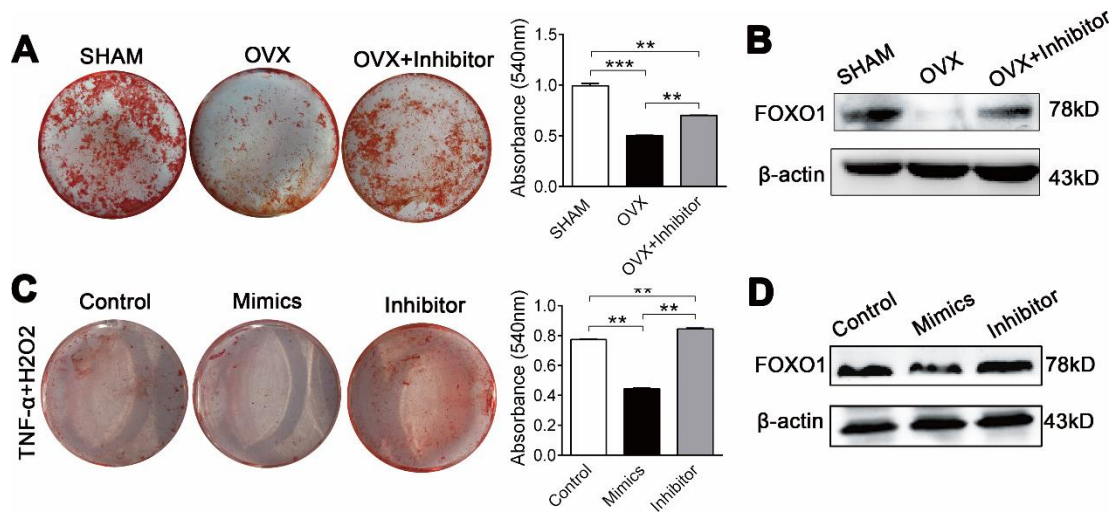 A
SHAM
OVX
OVX+Inhibitor
Absorbance (540nm)
1.5
1.0
0.5
0.0
**
***
**
SHAM
OVX
OVX+Inhibitor
B
SHAM
OVX
OVX+Inhibitor
FOXO1
78kD
β-actin
43kD
C
TNF-α+H2O2
Control
Mimics
Inhibitor
Absorbance (540nm)
1.0
0.8
0.6
0.4
0.2
0.0
**
**
**
Control
Mimics
Inhibitor
D
Control
Mimics
Inhibitor
FOXO1
78kD
β-actin
43kD